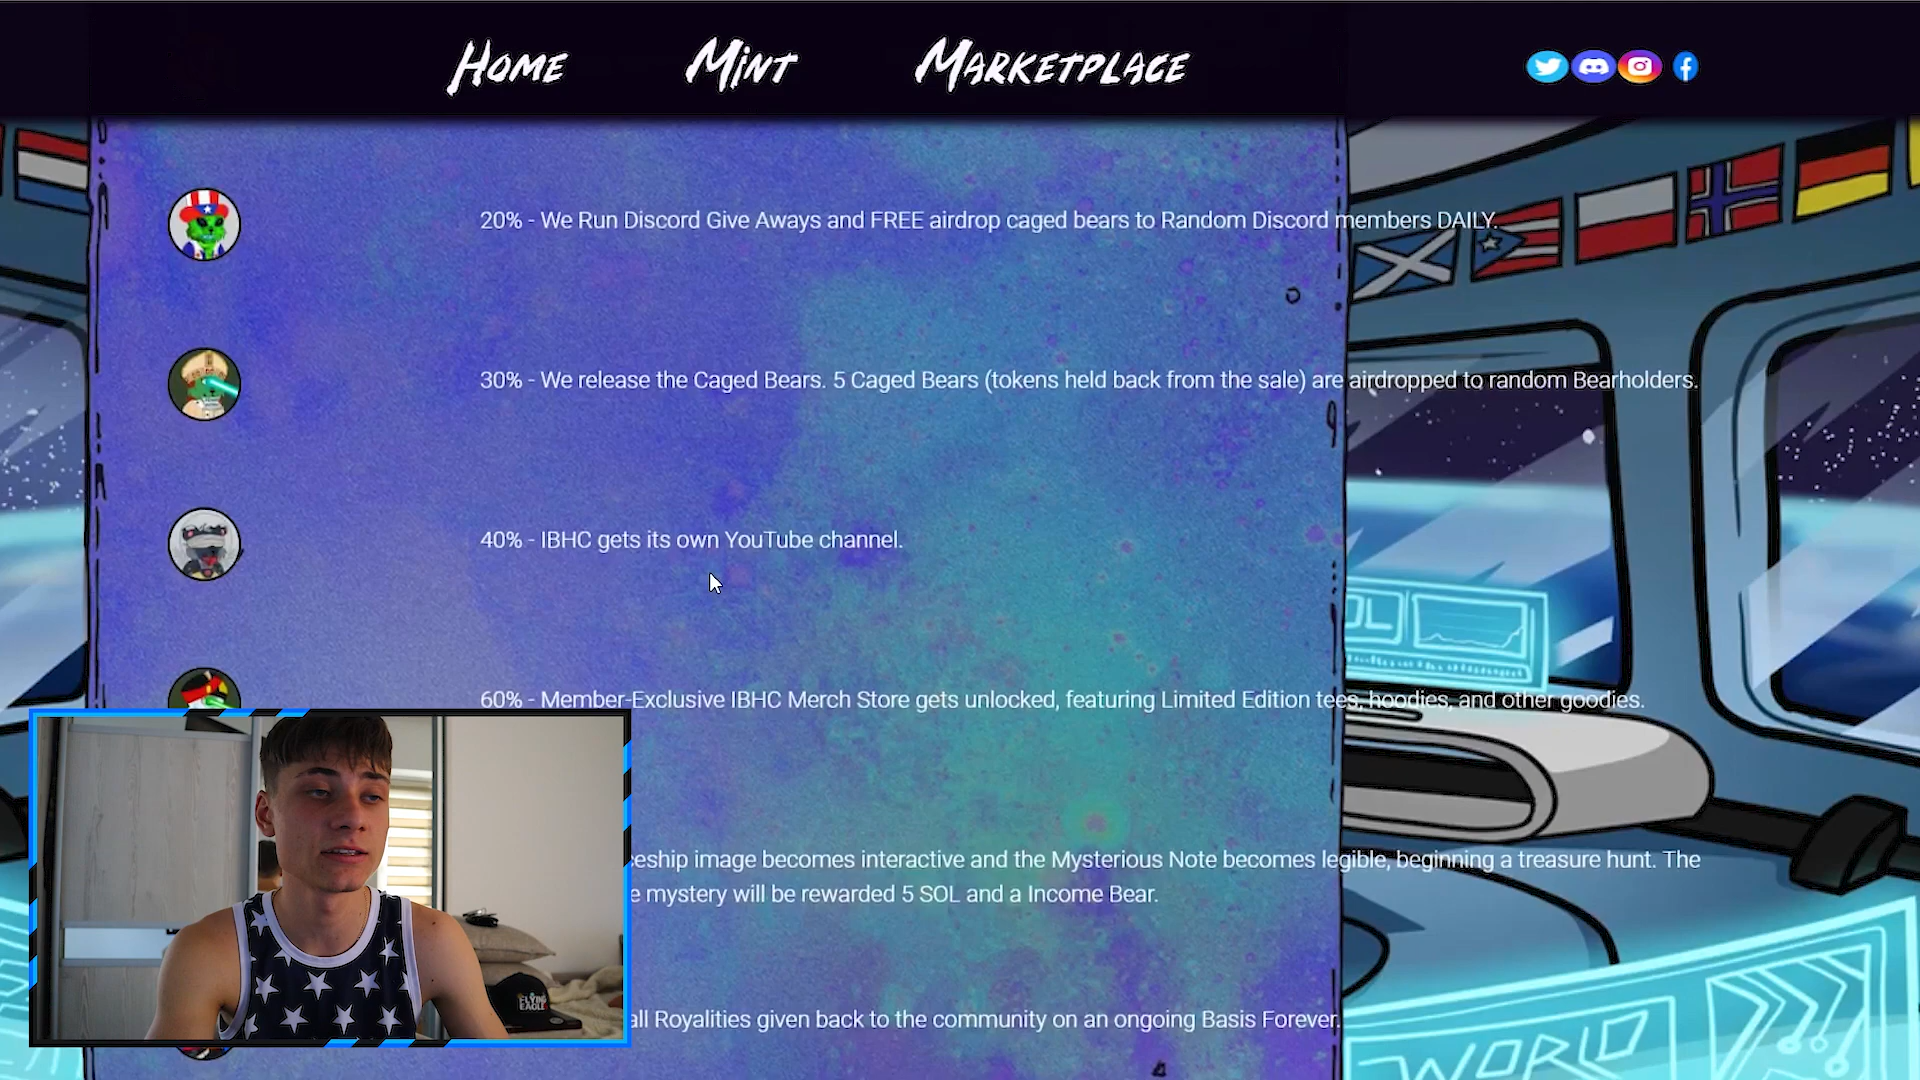 Home
Mint
Marketplace
20% - We Run Discord Give Aways and FREE airdrop caged bears to Random Discord members DAILY.
30% - We release the Caged Bears. 5 Caged Bears (tokens held back from the sale) are airdropped to random Bearholders.
40% - IBHC gets its own YouTube channel.
60% - Member-Exclusive IBHC Merch Store gets unlocked, featuring Limited Edition tees, hoodies, and other goodies.
ceship image becomes interactive and the Mysterious Note becomes legible, beginning a treasure hunt. The
e mystery will be rewarded 5 SOL and a Income Bear.
all Royalities given back to the community on an ongoing Basis Forever.
OL
WORLD
FLYING
EAGLE